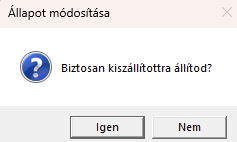 Állapot módosítása
Biztosan kiszállítottra állítod?
Igen
Nem